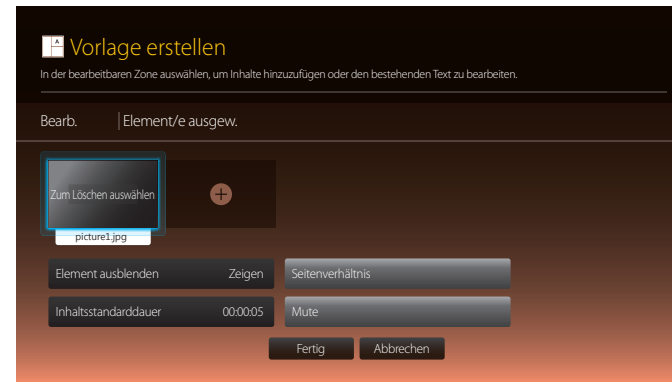 A
Vorlage erstellen
In der bearbeitbaren Zone auswählen, um Inhalte hinzuzufügen oder den bestehenden Text zu bearbeiten.
Bearb. Element/e ausgew.
Zum Löschen auswählen
picture1.jpg
Element ausblenden Zeigen Seitenverhältnis
Inhaltsstandarddauer 00:00:05 Mute
Fertig Abbrechen